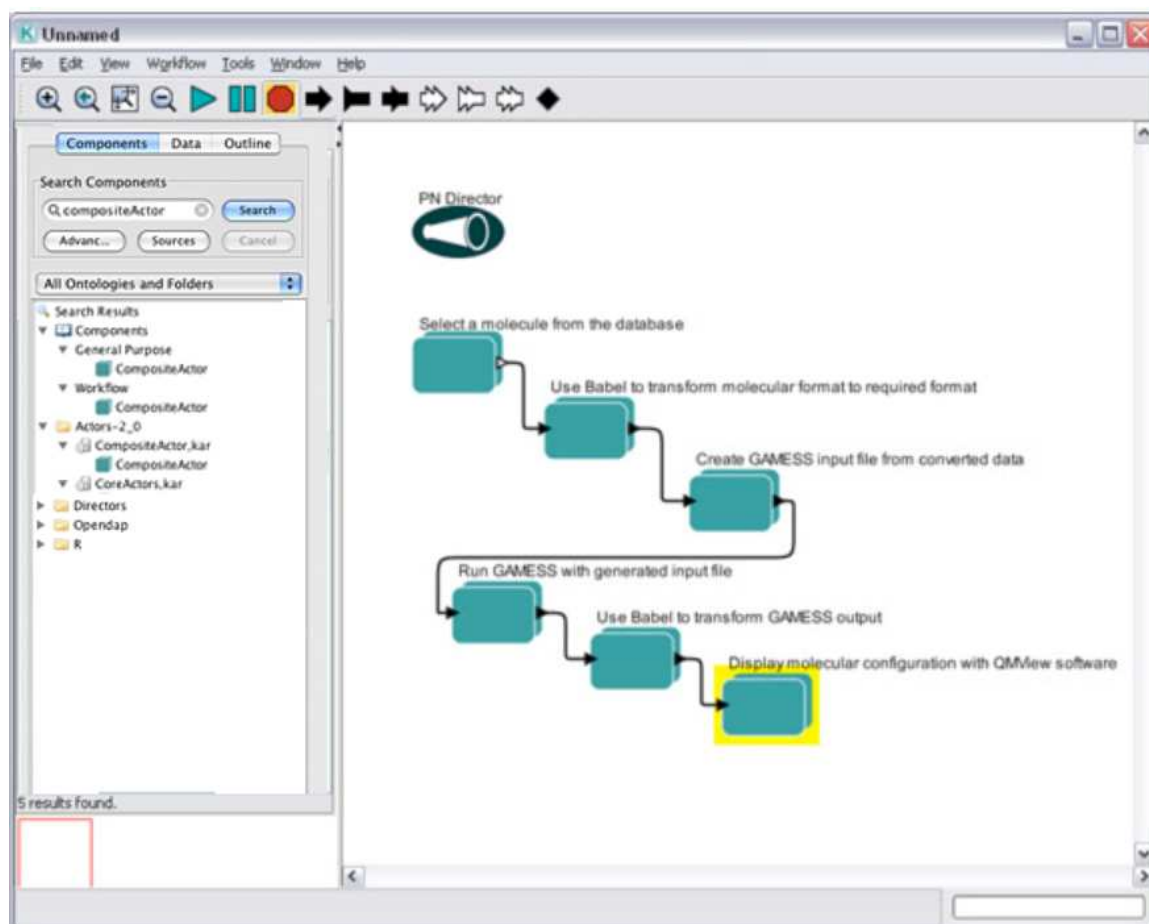 Unnamed
File Edit View Workflow Tools Window Help
Components Data Outline
Search Components
compositeActor Search
Advanc... Sources Cancel
All Ontologies and Folders
Search Results
Components
General Purpose
CompositeActor
Workflow
CompositeActor
Actors-2_0
CompositeActor.kar
CompositeActor
CoreActors.kar
Directors
Opendap
R
5 results found.
PN Director
Select a molecule from the database
Use Babel to transform molecular format to required format
Create GAMESS input file from converted data
Run GAMESS with generated input file
Use Babel to transform GAMESS output
Display molecular configuration with QMView software